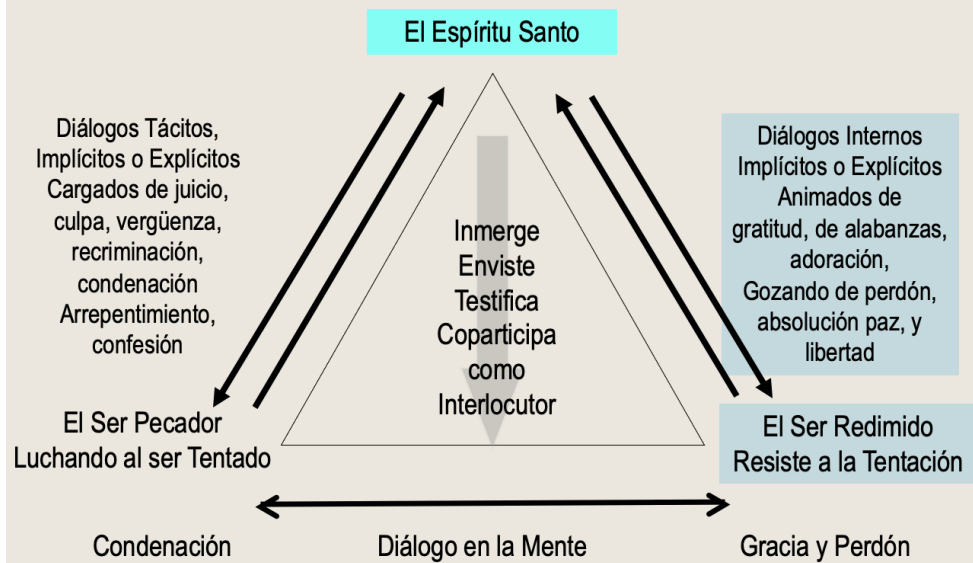 El Espíritu Santo
Diálogos Tácitos,
Implícitos o Explícitos
Cargados de juicio,
culpa, vergüenza,
recriminación,
condenación
Arrepentimiento,
confesión
Inmerge
Enviste
Testifica
Coparticipa
como
Interlocutor
Diálogos Internos
Implícitos o Explícitos
Animados de
gratitud, de alabanzas,
adoración,
Gozando de perdón,
absolución paz, y
libertad
El Ser Pecador
Luchando al ser Tentado
El Ser Redimido
Resiste a la Tentación
Condenación
Diálogo en la Mente
Gracia y Perdón